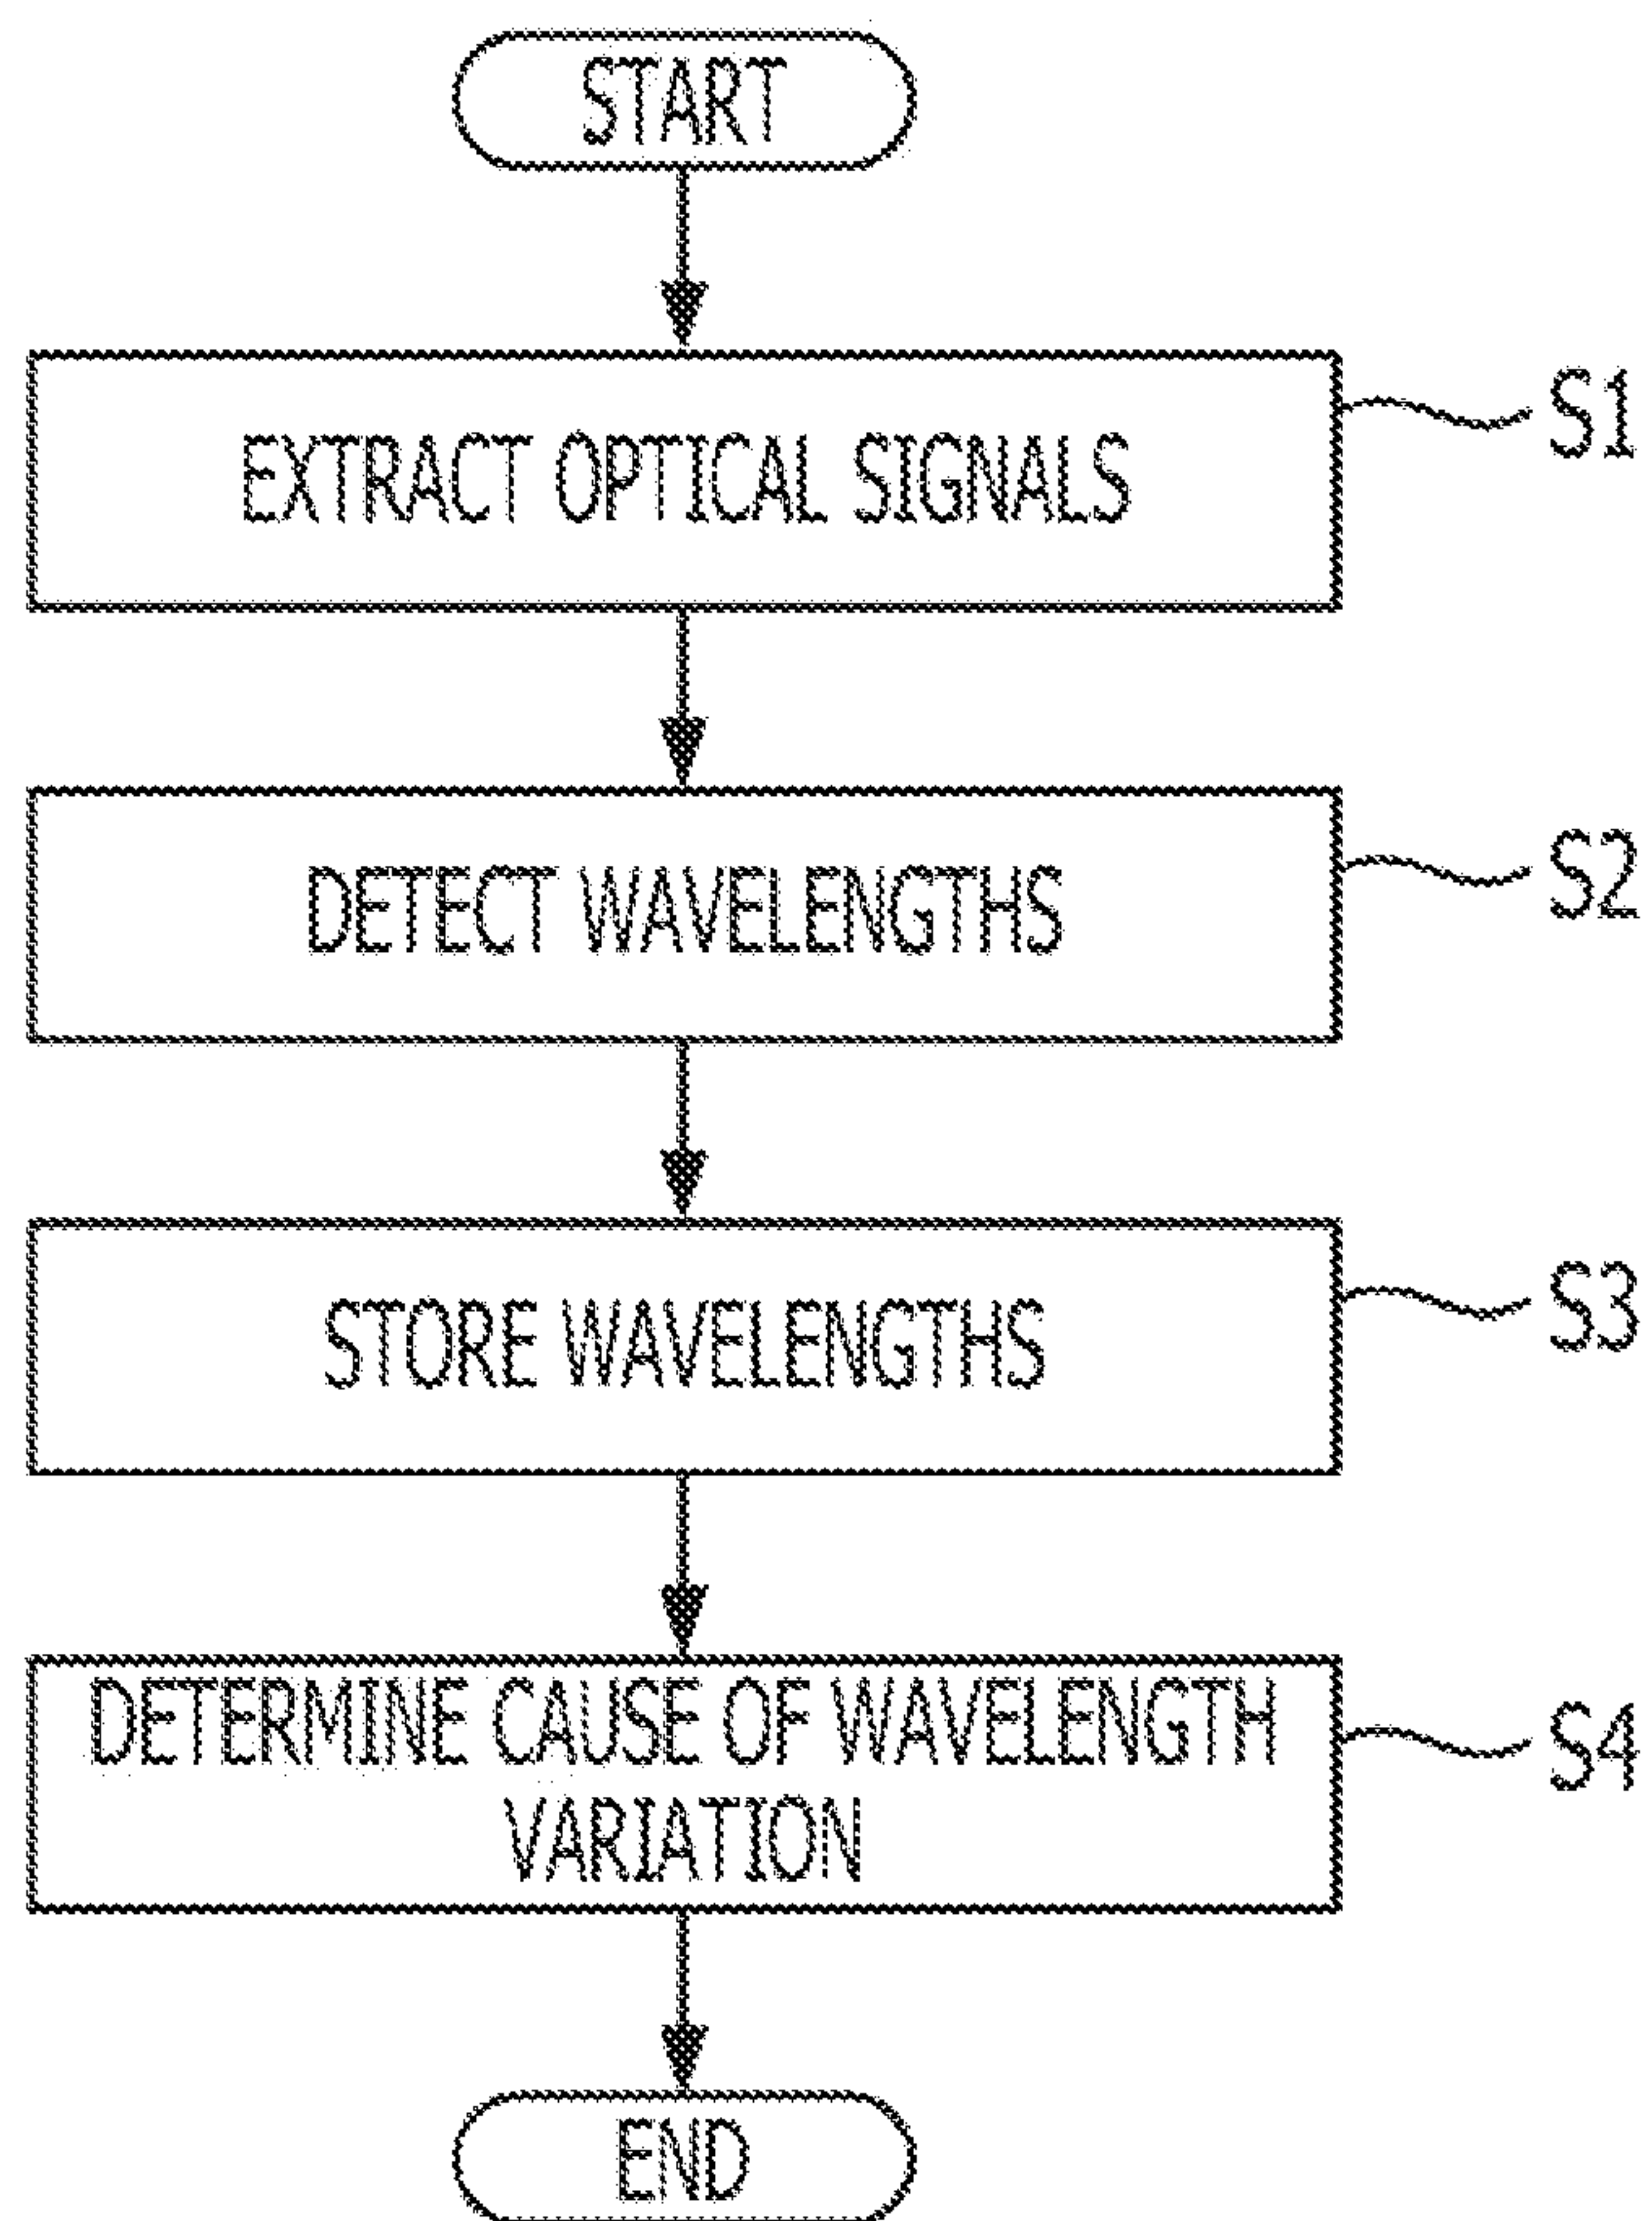 START
EXTRACT OPTICAL SIGNALS
S1
DETECT WAVELENGTHS
S2
STORE WAVELENGTHS
S3
DETERMINE CAUSE OF WAVELENGTH
VARIATION
S4
END